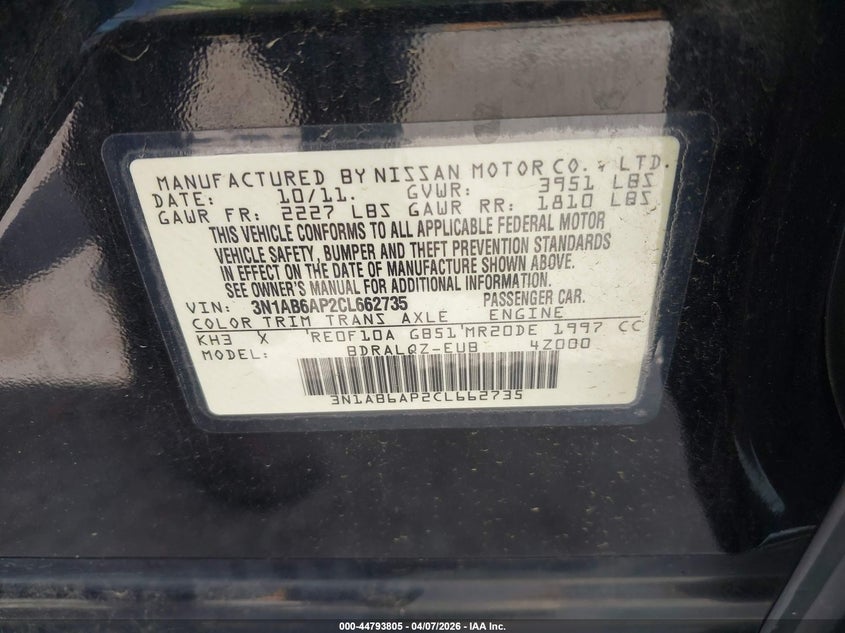 MANUFACTURED BY NISSAN MOTOR CO., LTD.
DATE: 10/11. GVWR: 3951 LBS
GAWR FR: 2227 LBS GAWR RR: 1810 LBS
THIS VEHICLE CONFORMS TO ALL APPLICABLE FEDERAL MOTOR
VEHICLE SAFETY, BUMPER AND THEFT PREVENTION STANDARDS
IN EFFECT ON THE DATE OF MANUFACTURE SHOWN ABOVE.
SEE OWNER'S MANUAL FOR ADDITIONAL INFORMATION.
VIN: 3N1AB6AP2CL662735 PASSENGER CAR.
COLOR TRIM TRANS AXLE ENGINE
KH3 X RE0F10A GB51 MR20DE 1997 CC
MODEL: BDRALQZ-EUB 4Z000
3N1AB6AP2CL662735
000-44793805 - 04/07/2026 - IAA Inc.